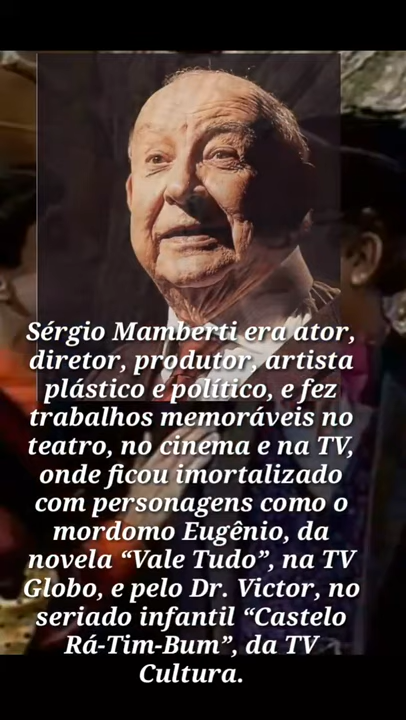 Sérgio Mamberti era ator,
diretor, produtor, artista
plástico e político, e fez
trabalhos memoráveis no
teatro, no cinema e na TV,
onde ficou imortalizado
com personagens como o
mordomo Eugênio, da
novela “Vale Tudo”, na TV
Globo, e pelo Dr. Victor, no
seriado infantil “Castelo
Rá-Tim-Bum”, da TV
Cultura.